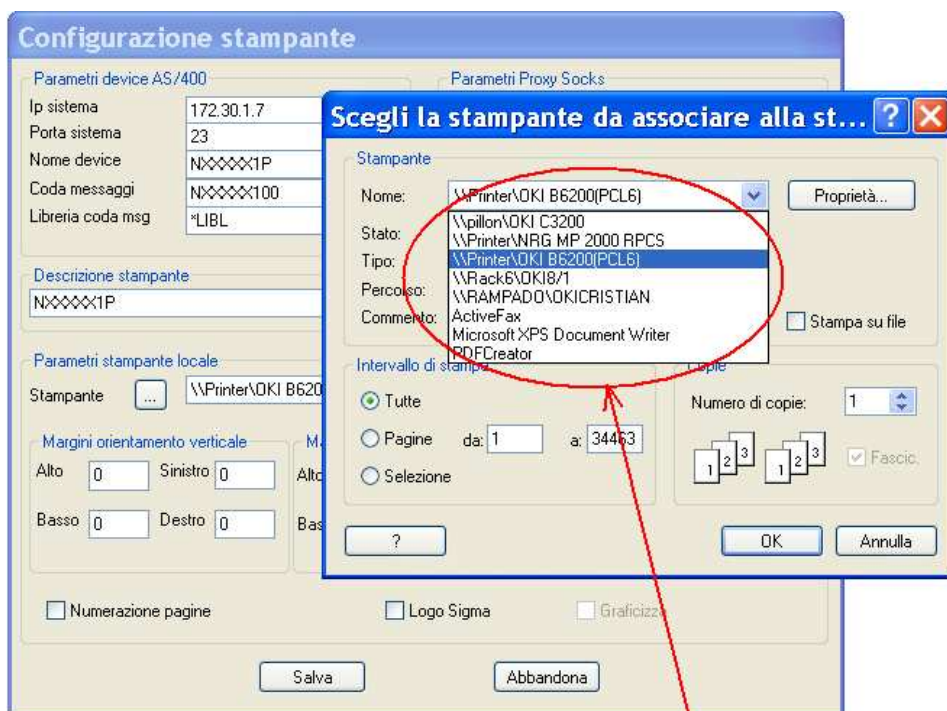 Configurazione stampante
Parametri device AS/400
Parametri Proxy Socks
Ip sistema 172.30.1.7
Porta sistema 23
Nome device NXXXXX1P
Coda messaggi NXXXXX100
Libreria coda msg *LIBL
Descrizione stampante
NXXXXX1P
Parametri stampante locale
Stampante ... \\Printer\OKI B620
Margini orientamento verticale
Alto 0 Sinistro 0
Basso 0 Destro 0
Numerazione pagine Logo Sigma Graficizza
Salva Abbandona
Scegli la stampante da associare alla st... ?
Stampante
Nome: \\Printer\OKI B6200(PCL6) Proprietà...
Stato:
Tipo:
Percorso:
Commento:
\\pillon\OKI C3200
\\Printer\NRG MP 2000 RPCS
\\Printer\OKI B6200(PCL6)
\\Rack6\OKI8/1
\\RAMPADO\OKICRISTIAN
ActiveFax
Microsoft XPS Document Writer
PDFCreator
Stampa su file
Intervallo di stampa
Tutte
Pagine da: 1 a: 34463
Selezione
Copie
Numero di copie: 1
1 2 3 1 2 3 Fascic.
? OK Annulla